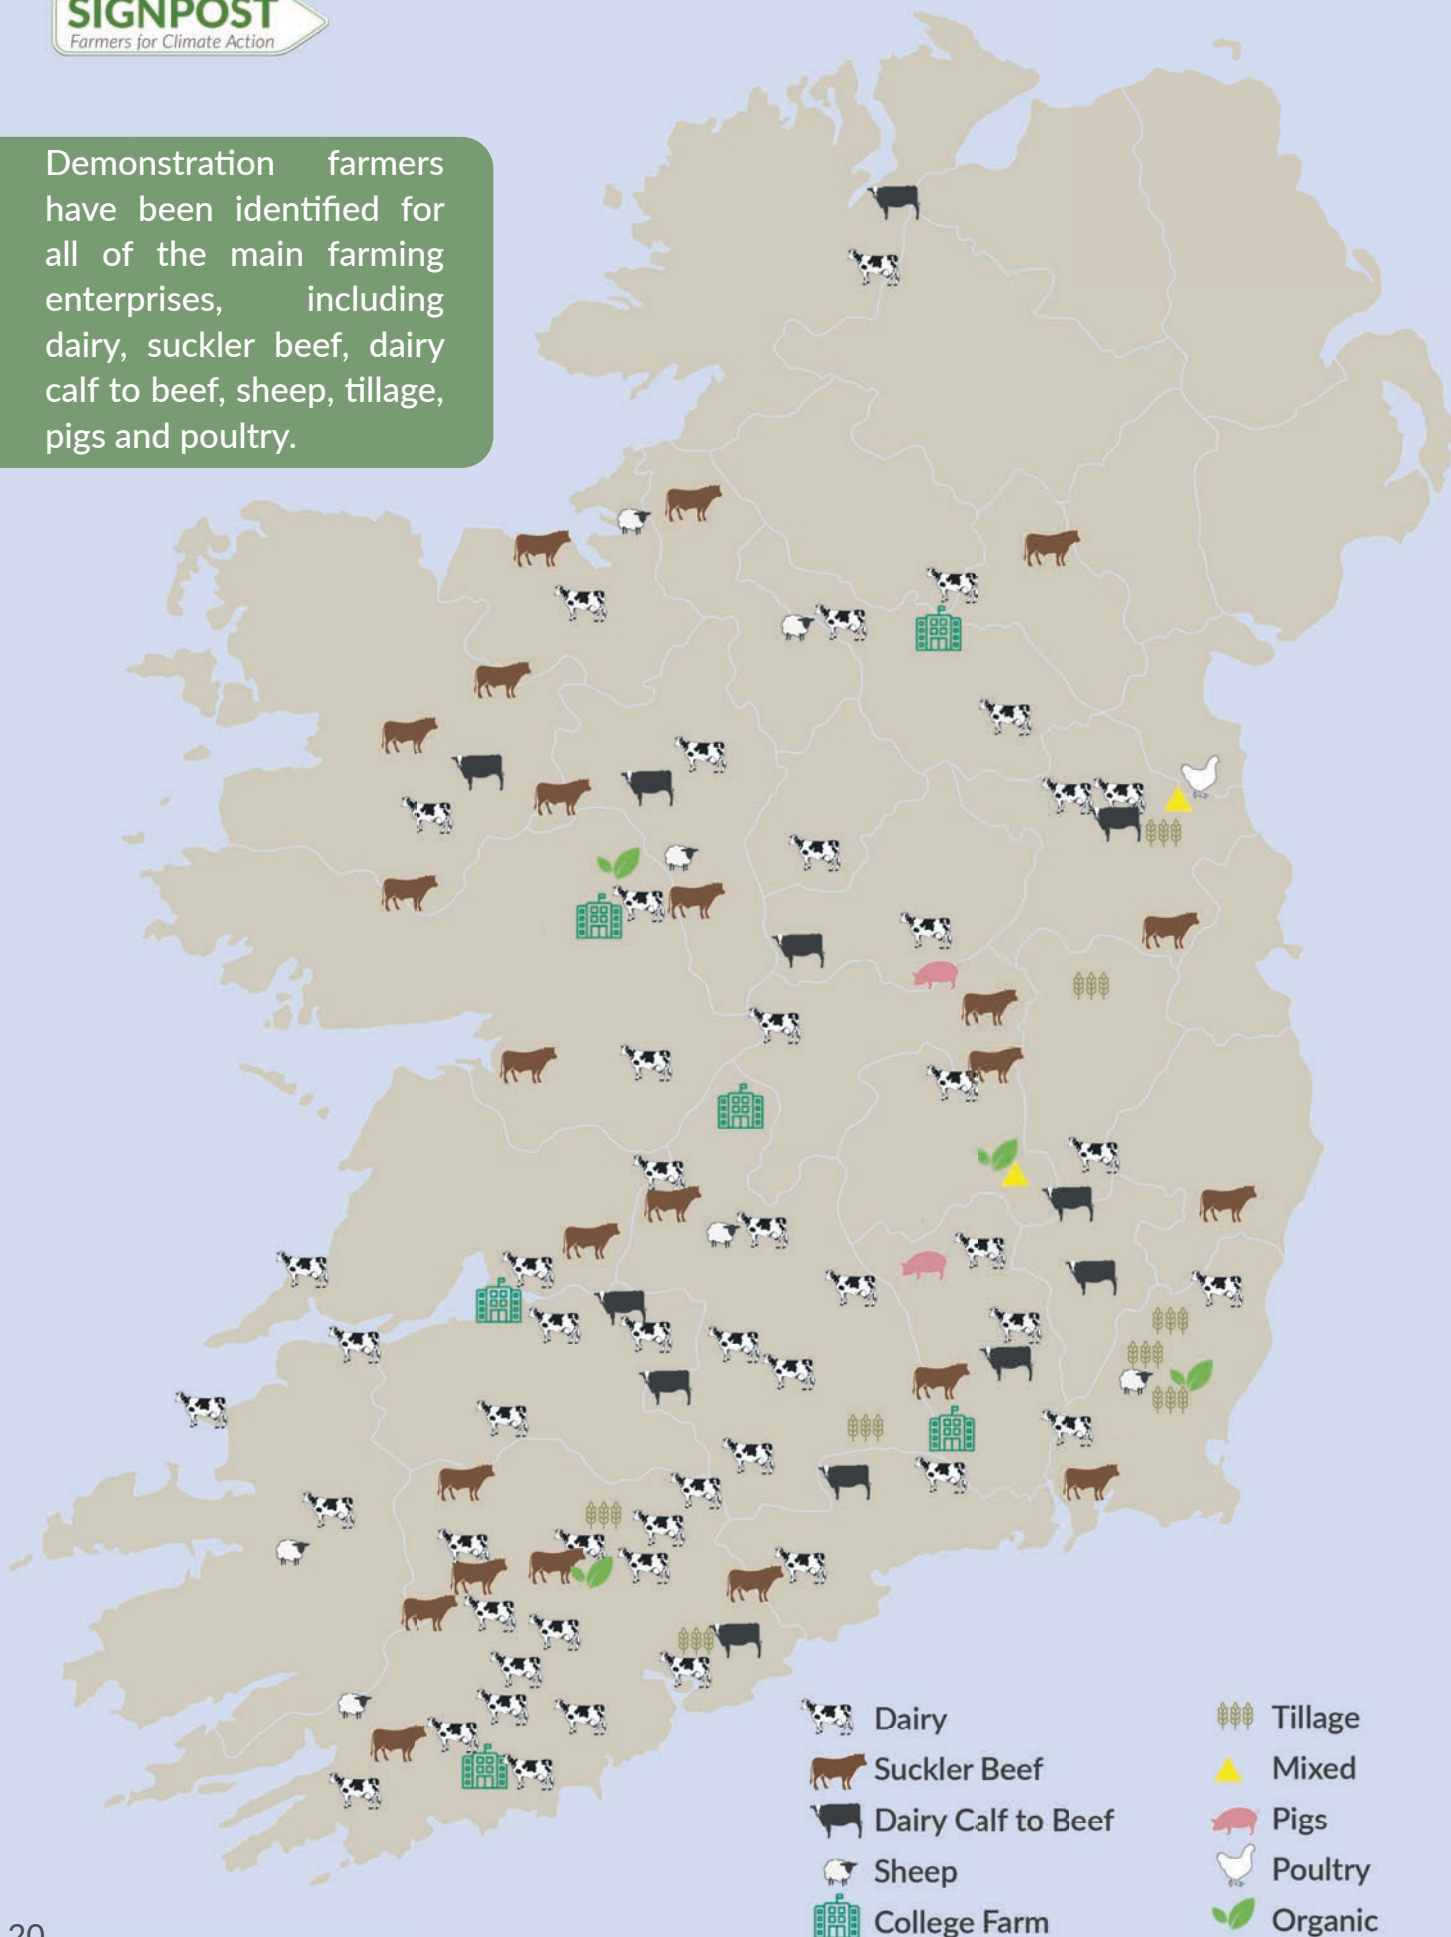 SIGNPOST
Farmers for Climate Action
Demonstration farmers
have been identified for
all of the main farming
enterprises, including
dairy, suckler beef, dairy
calf to beef, sheep, tillage,
pigs and poultry.
Dairy
Suckler Beef
Dairy Calf to Beef
Sheep
College Farm
Tillage
Mixed
Pigs
Poultry
Organic
20